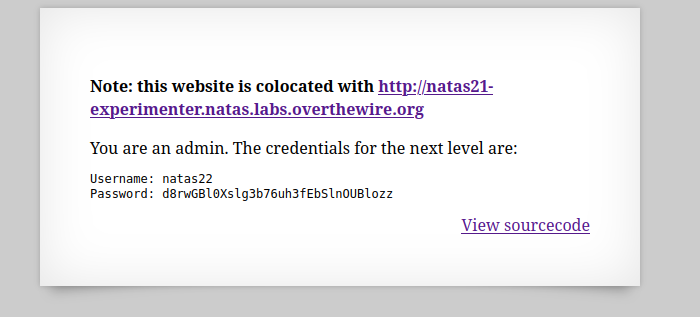 Note: this website is colocated with http://natas21-
experimenter.natas.labs.overthewire.org
You are an admin. The credentials for the next level are:
Username: natas22
Password: d8rwGBl0Xslg3b76uh3fEbSlnOUBlozz
View sourcecode